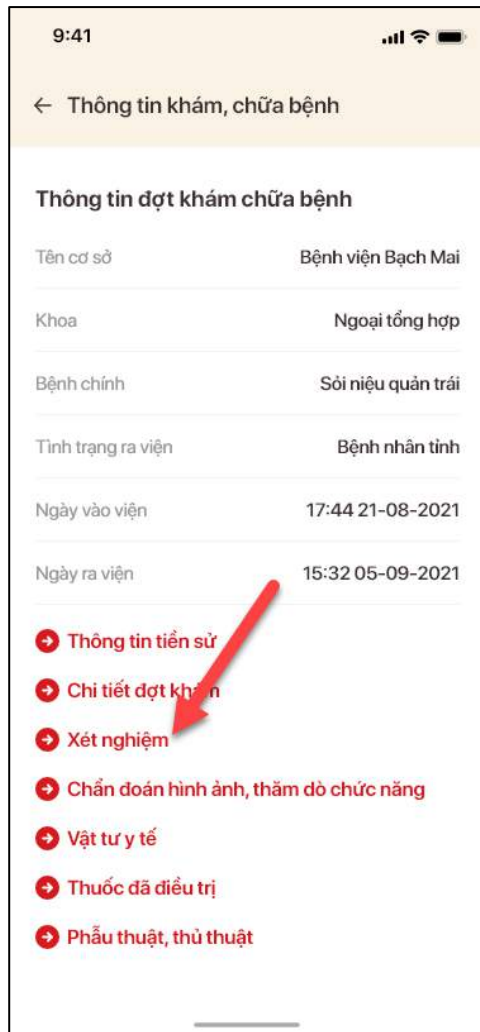 9:41
← Thông tin khám, chữa bệnh
Thông tin đợt khám chữa bệnh
Tên cơ sở Bệnh viện Bạch Mai
Khoa Ngoại tổng hợp
Bệnh chính Sỏi niệu quản trái
Tình trạng ra viện Bệnh nhân tỉnh
Ngày vào viện 17:44 21-08-2021
Ngày ra viện 15:32 05-09-2021
Thông tin tiền sử
Chi tiết đợt khám
Xét nghiệm
Chẩn đoán hình ảnh, thăm dò chức năng
Vật tư y tế
Thuốc đã điều trị
Phẫu thuật, thủ thuật